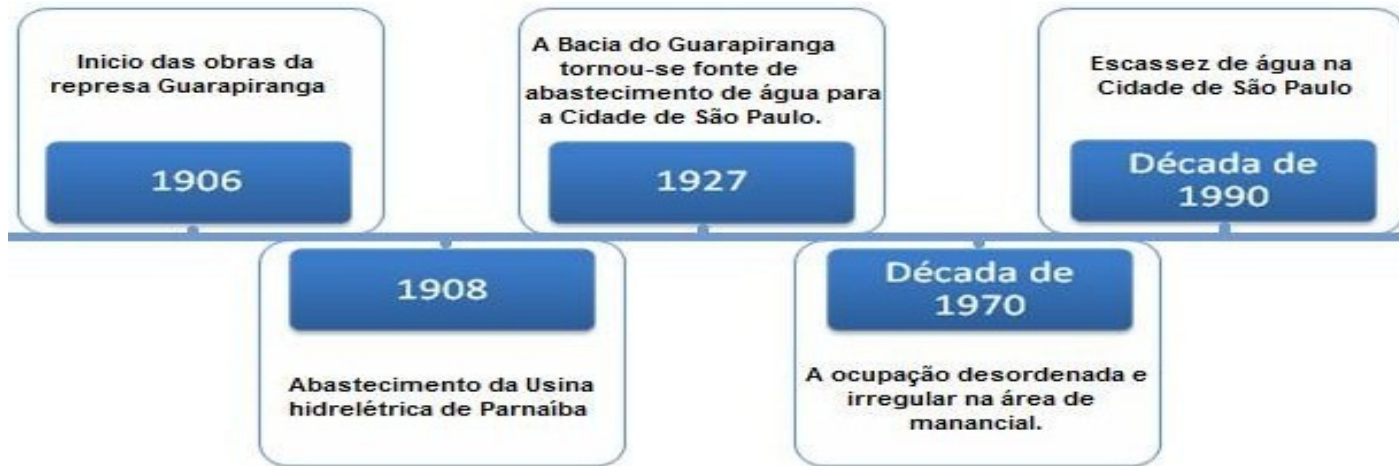 Inicio das obras da
represa Guarapiranga
1906
1908
Abastecimento da Usina
hidrelétrica de Parnaíba
A Bacia do Guarapiranga
tornou-se fonte de
abastecimento de água para
a Cidade de São Paulo.
1927
Década de
1970
A ocupação desordenada e
irregular na área de
manancial.
Escassez de água na
Cidade de São Paulo
Década de
1990